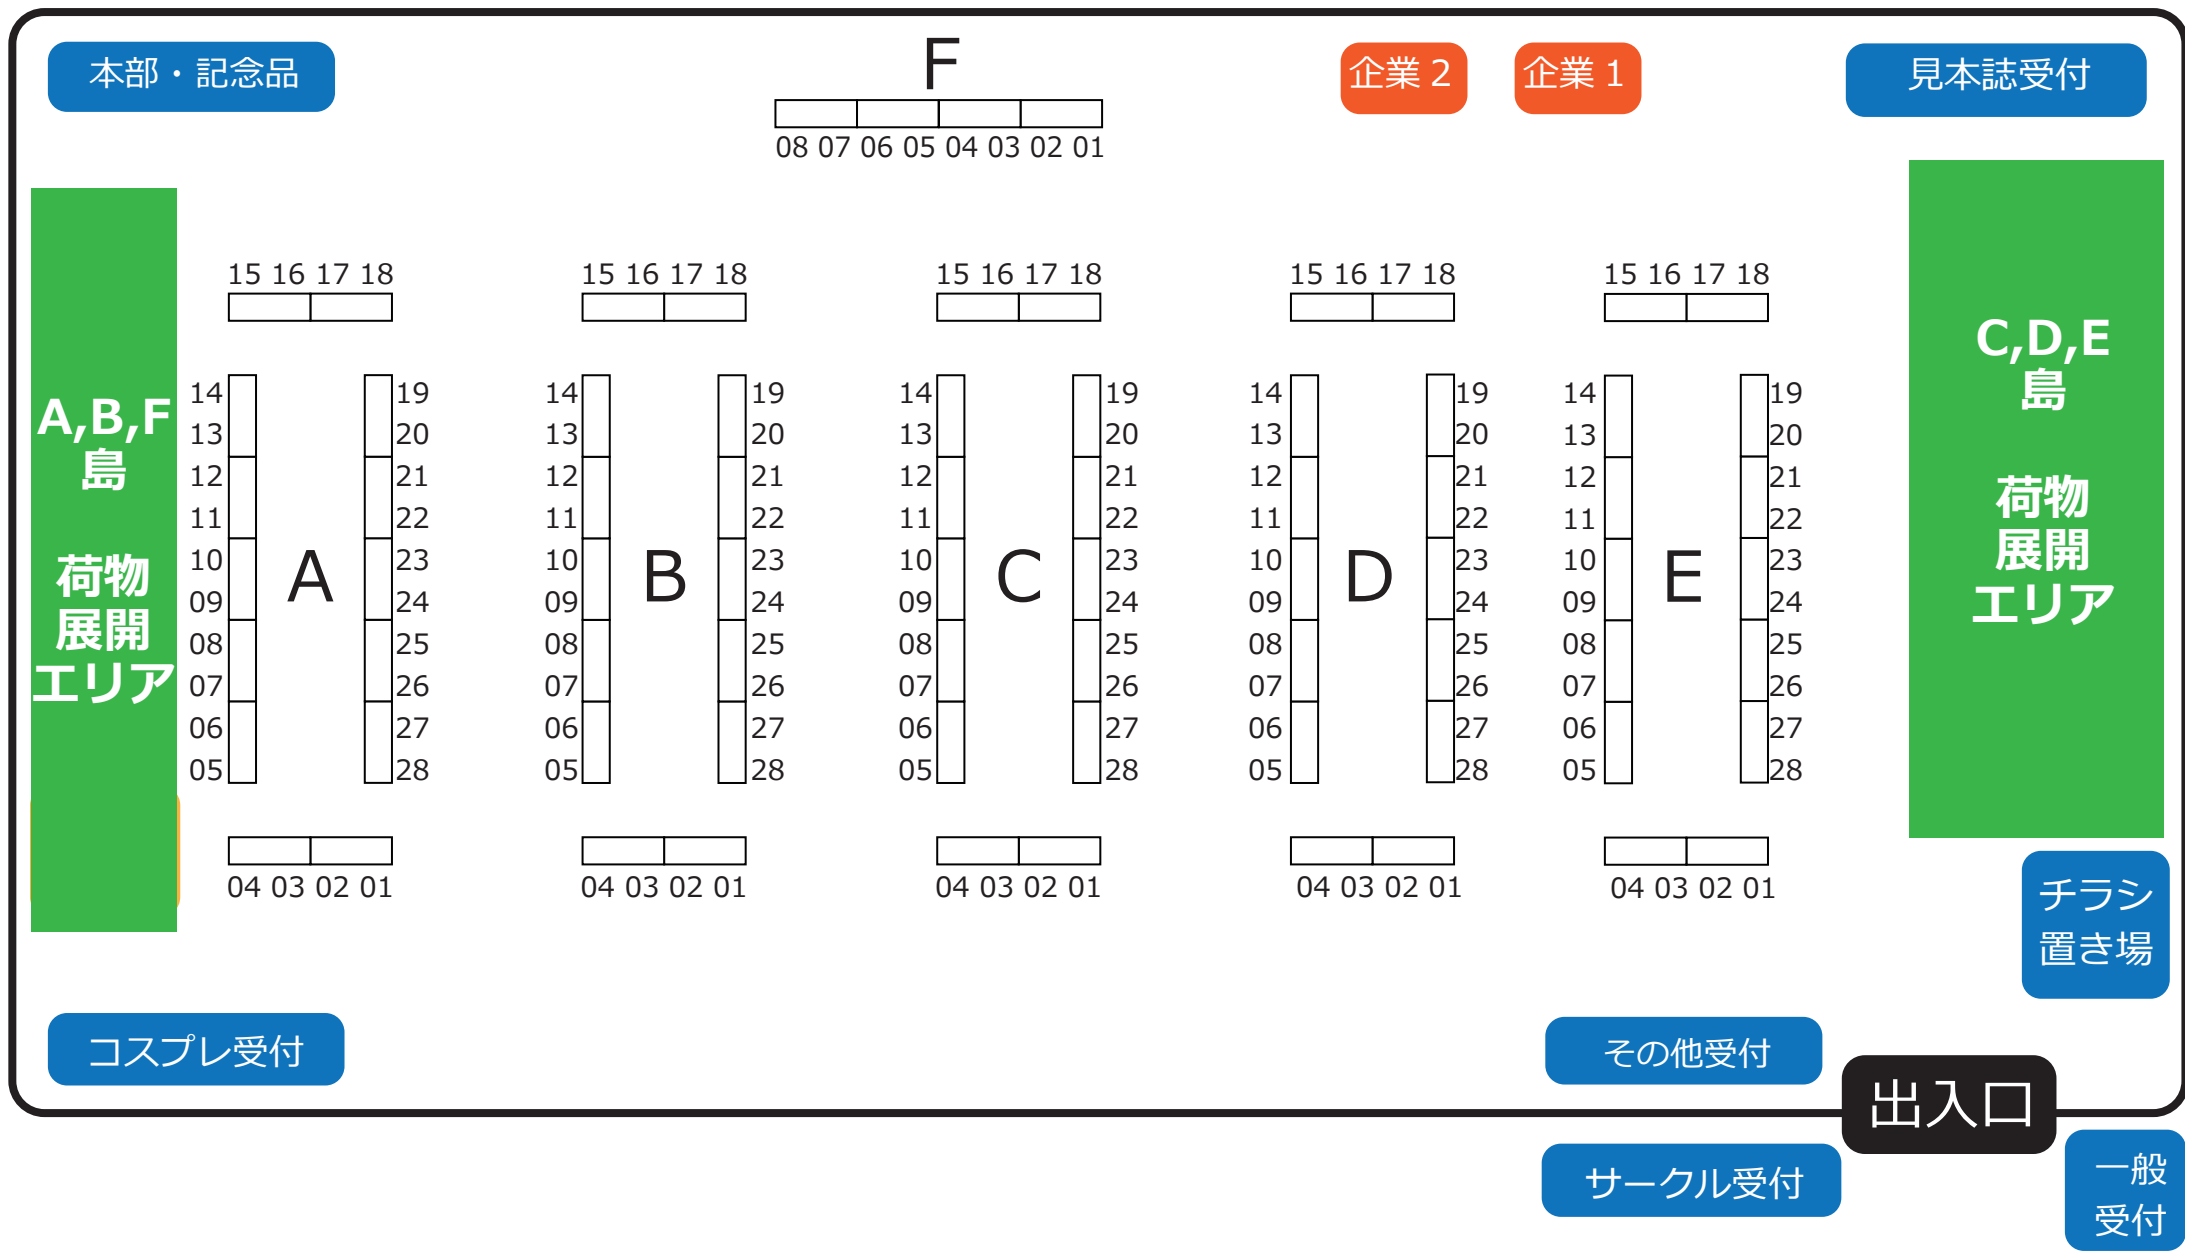 本部・記念品
F
企業 2
企業 1
見本誌受付
08 07 06 05 04 03 02 01
A,B,F
島
荷物
展開
エリア
15 16 17 18
14
13
12
11
10
09
08
07
06
05
A
19
20
21
22
23
24
25
26
27
28
04 03 02 01
15 16 17 18
14
13
12
11
10
09
08
07
06
05
B
19
20
21
22
23
24
25
26
27
28
04 03 02 01
15 16 17 18
14
13
12
11
10
09
08
07
06
05
C
19
20
21
22
23
24
25
26
27
28
04 03 02 01
15 16 17 18
14
13
12
11
10
09
08
07
06
05
D
19
20
21
22
23
24
25
26
27
28
04 03 02 01
15 16 17 18
14
13
12
11
10
09
08
07
06
05
E
19
20
21
22
23
24
25
26
27
28
04 03 02 01
C,D,E
島
荷物
展開
エリア
チラシ
置き場
コスプレ受付
その他受付
出入口
サークル受付
一般
受付